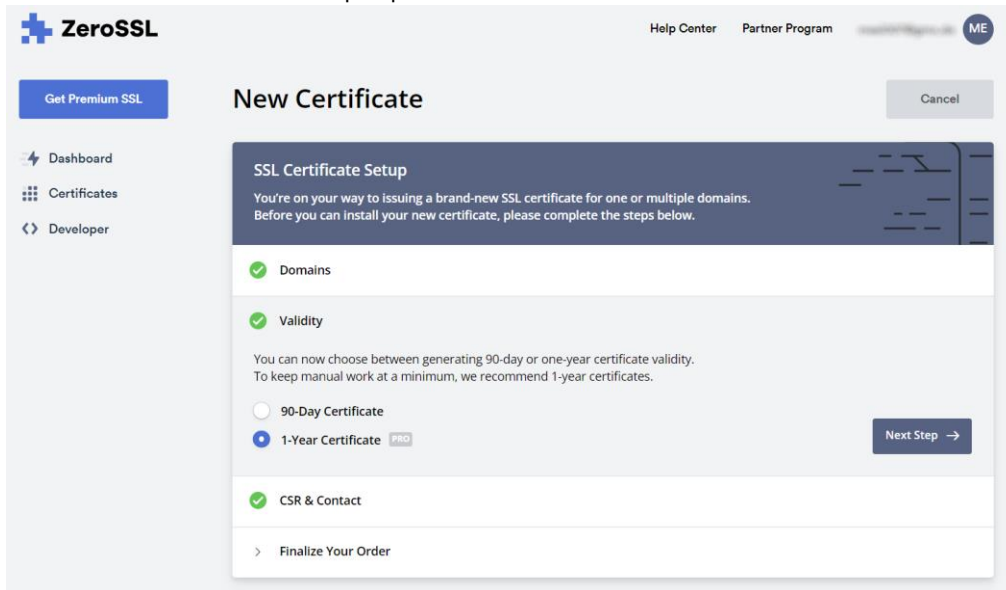 ZeroSSL
Help Center
Partner Program
ME
Get Premium SSL
New Certificate
Cancel
Dashboard
Certificates
Developer
SSL Certificate Setup
You're on your way to issuing a brand-new SSL certificate for one or multiple domains.
Before you can install your new certificate, please complete the steps below.
Domains
Validity
You can now choose between generating 90-day or one-year certificate validity.
To keep manual work at a minimum, we recommend 1-year certificates.
90-Day Certificate
1-Year Certificate PRO
Next Step →
CSR & Contact
Finalize Your Order